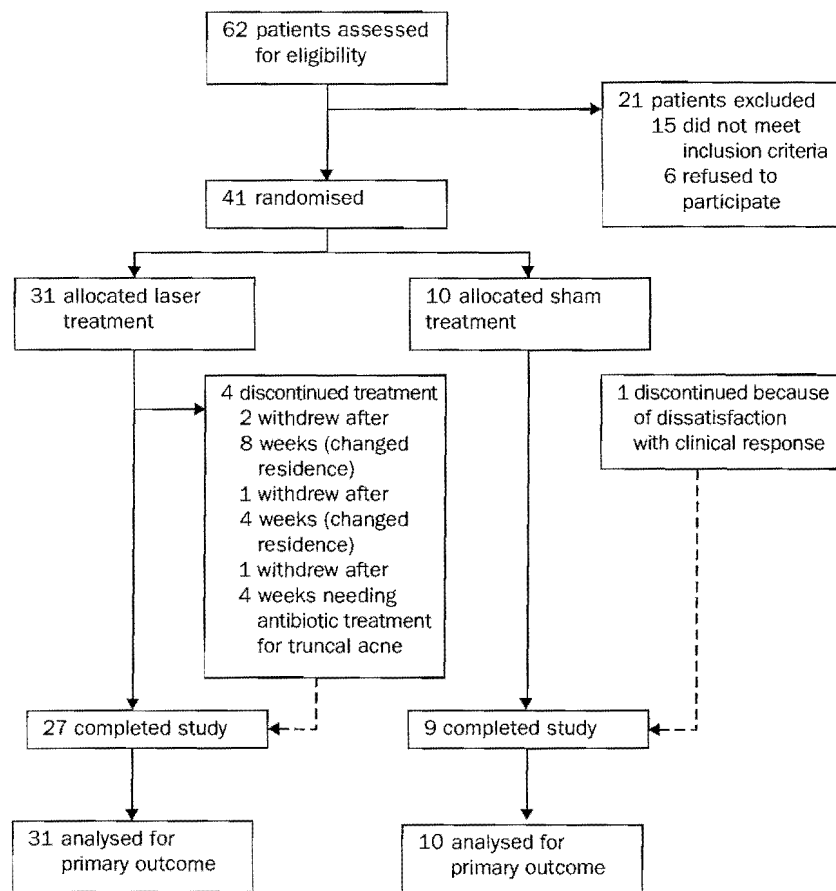 62 patients assessed
for eligibility
21 patients excluded
15 did not meet
inclusion criteria
6 refused to
participate
41 randomised
31 allocated laser
treatment
10 allocated sham
treatment
4 discontinued treatment
2 withdrew after
8 weeks (changed
residence)
1 withdrew after
4 weeks (changed
residence)
1 withdrew after
4 weeks needing
antibiotic treatment
for truncal acne
1 discontinued because
of dissatisfaction
with clinical response
27 completed study
9 completed study
31 analysed for
primary outcome
10 analysed for
primary outcome